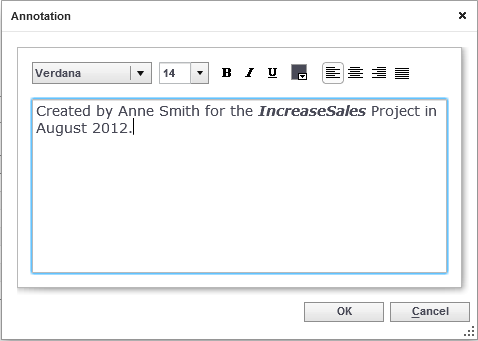 Annotation
Verdana 14 B I U
Created by Anne Smith for the IncreaseSales Project in
August 2012.
OK Cancel